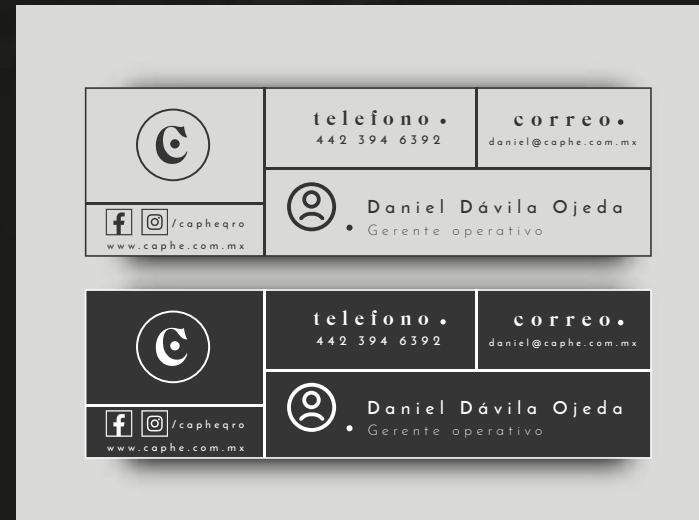 C
telefono.
442 394 6392
correo.
daniel@caphe.com.mx
/capheqro
www.caphe.com.mx
Daniel Dávila Ojeda
Gerente operativo
C
telefono.
442 394 6392
correo.
daniel@caphe.com.mx
/capheqro
www.caphe.com.mx
Daniel Dávila Ojeda
Gerente operativo